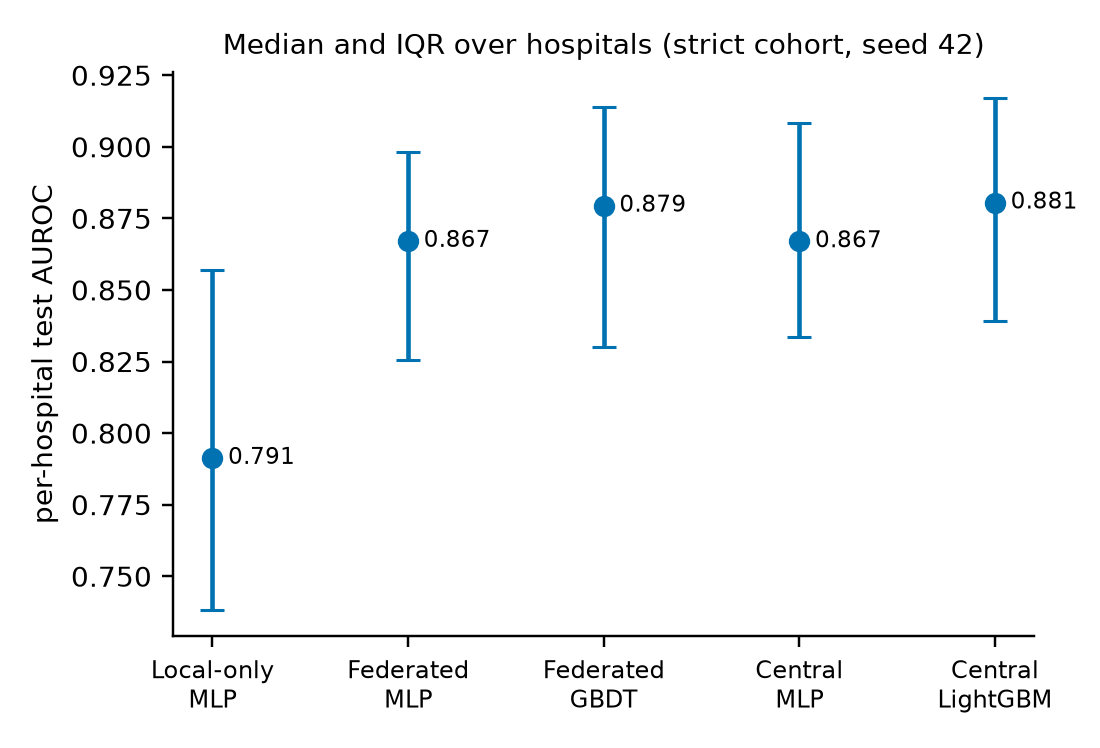 Median and IQR over hospitals (strict cohort, seed 42)
per-hospital test AUROC
0.925
0.900
0.875
0.850
0.825
0.800
0.775
0.750
0.791
0.867
0.879
0.867
0.881
Local-only
MLP
Federated
MLP
Federated
GBDT
Central
MLP
Central
LightGBM